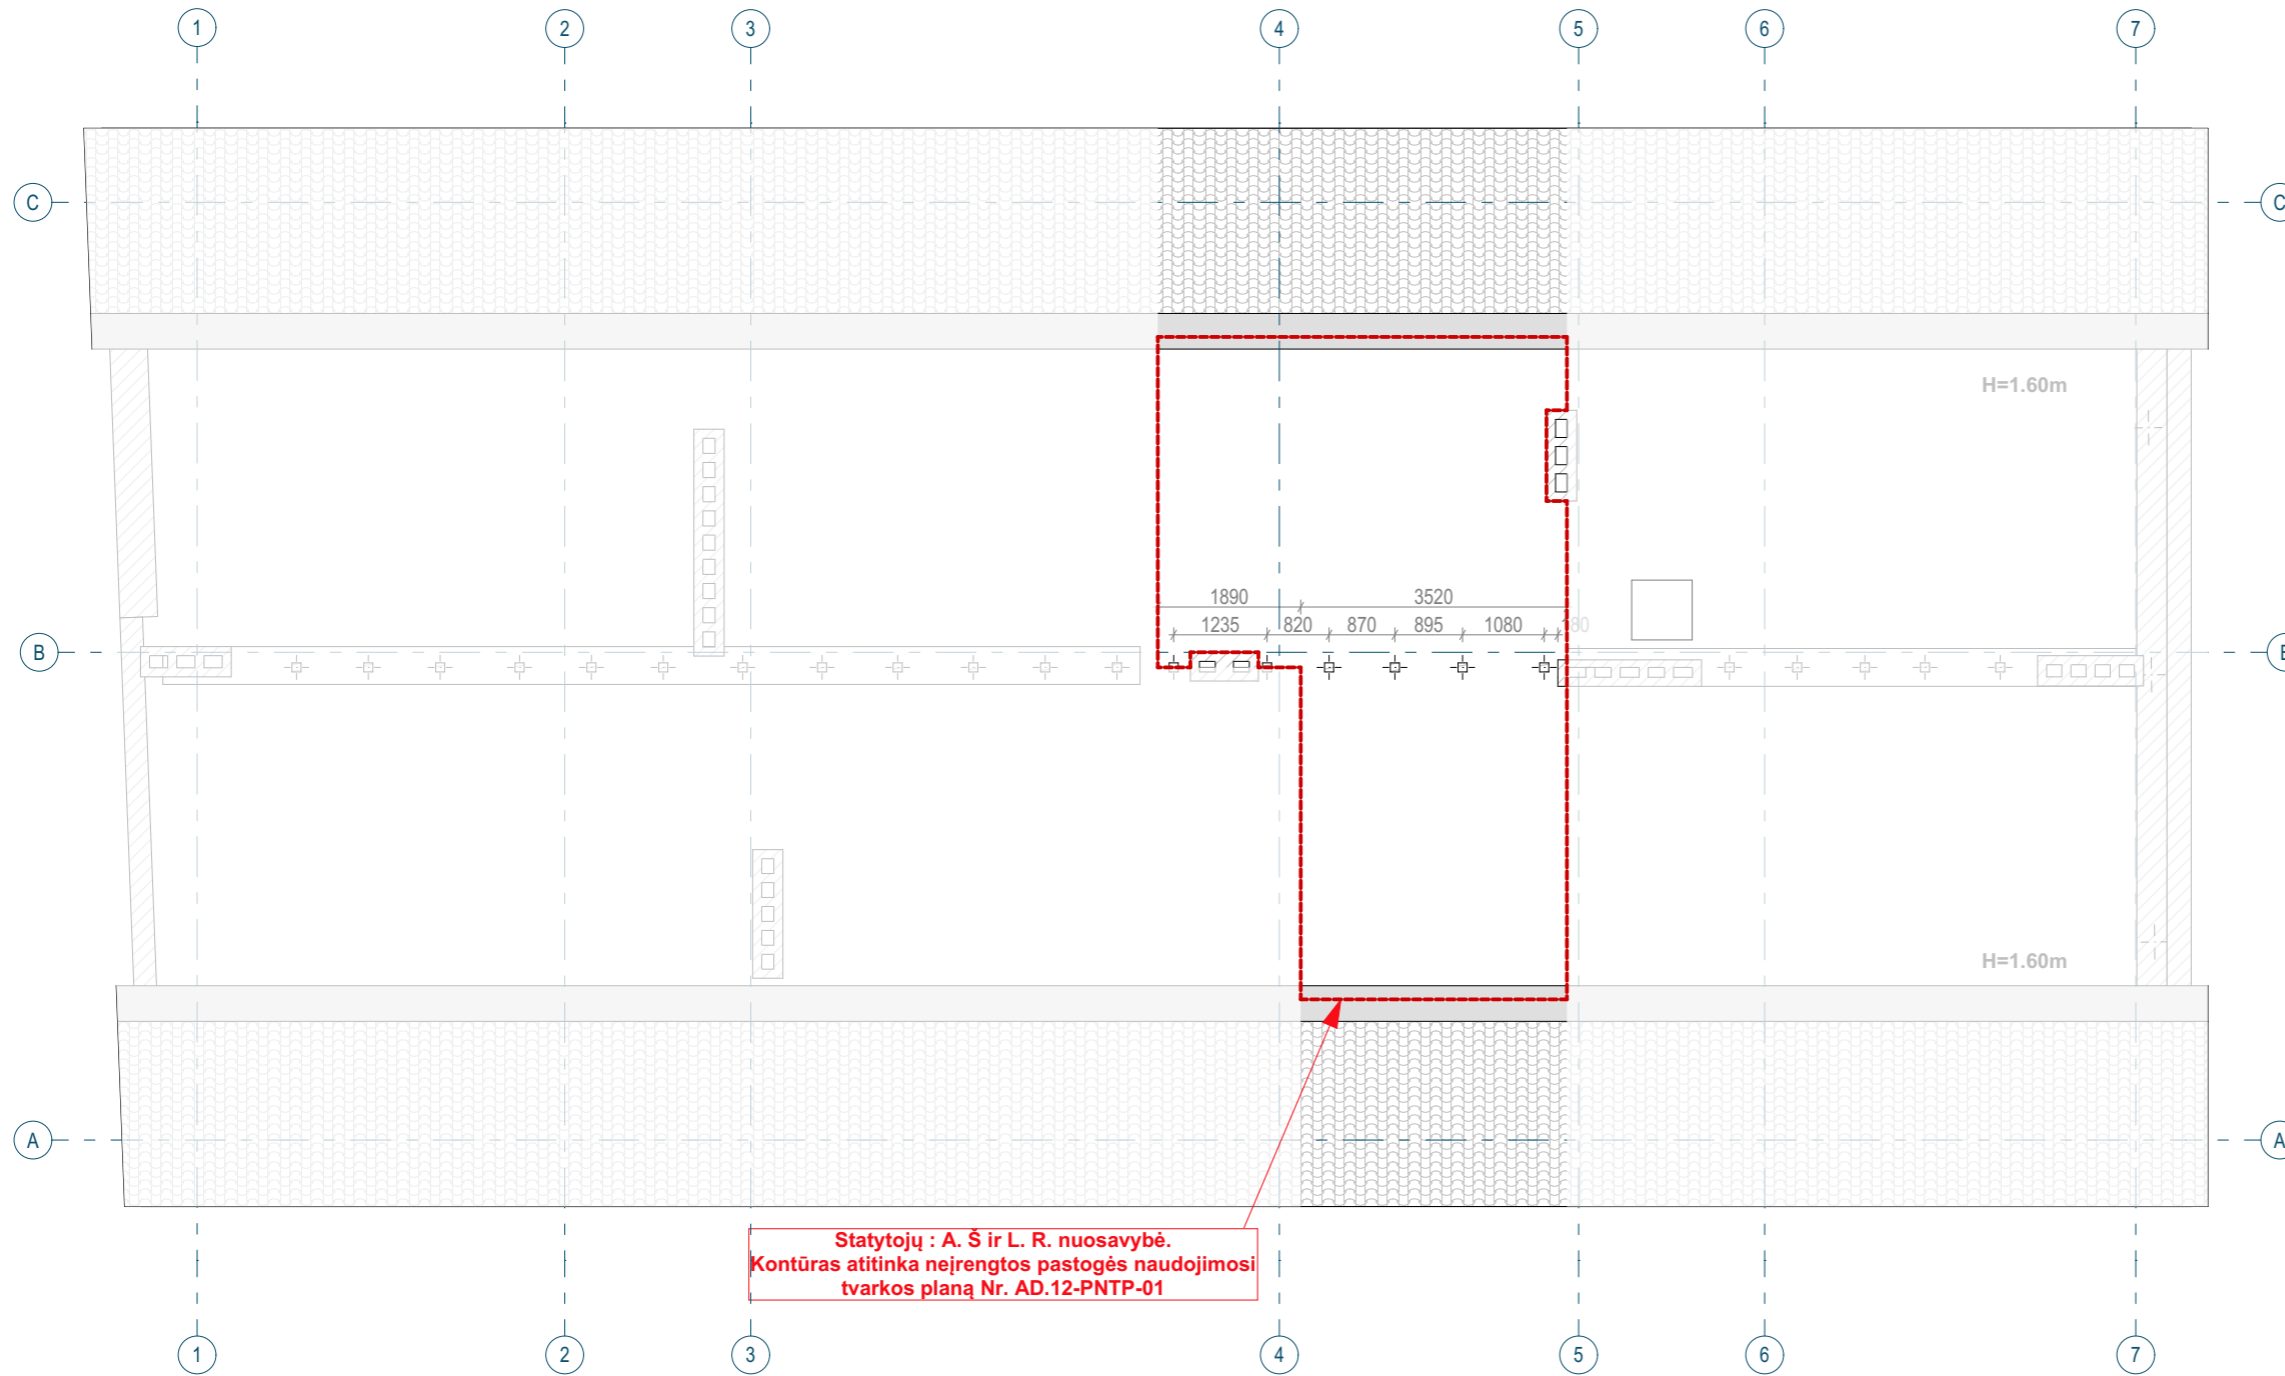 1 2 3 4 5 6 7
C C
H=1.60m
1890 3520
1235 820 870 895 1080
B
H=1.60m
A A
Statytojų : A. Š ir L. R. nuosavybė.
Kontūras atitinka neįrengtos pastogės naudojimosi
tvarkos planą Nr. AD.12-PNTP-01
1 2 3 4 5 6 7